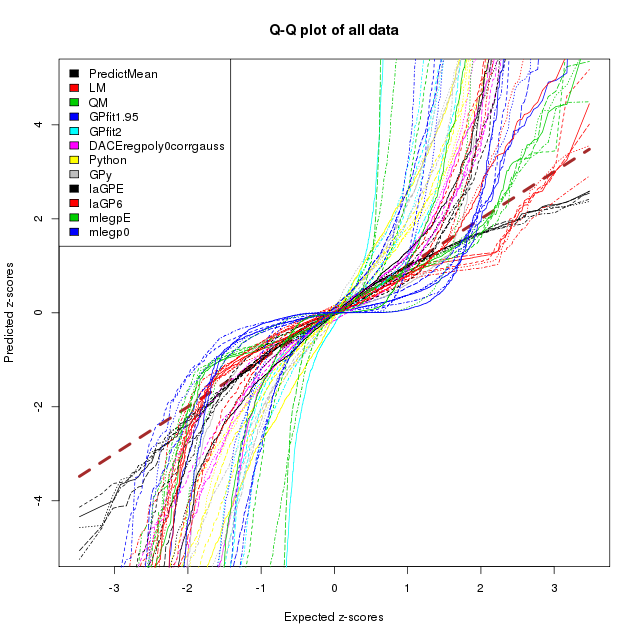 Q-Q plot of all data
PredictMean
LM
QM
GPfit1.95
GPfit2
DACEregpoly0corrgauss
Python
GPy
laGPE
laGP6
mlegpE
mlegp0
Predicted z-scores
4
2
0
-2
-4
-3 -2 -1 0 1 2 3
Expected z-scores